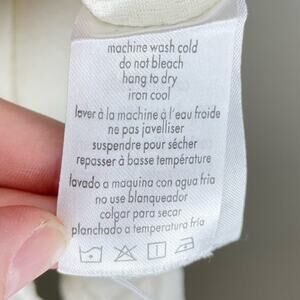 machine wash cold
do not bleach
hang to dry
iron cool
laver à la machine à l'eau froide
ne pas javelliser
suspendre pour sécher
repasser à basse température
lavado a maquina con agua fria
no use blanqueador
colgar para secar
planchado a temperatura fria